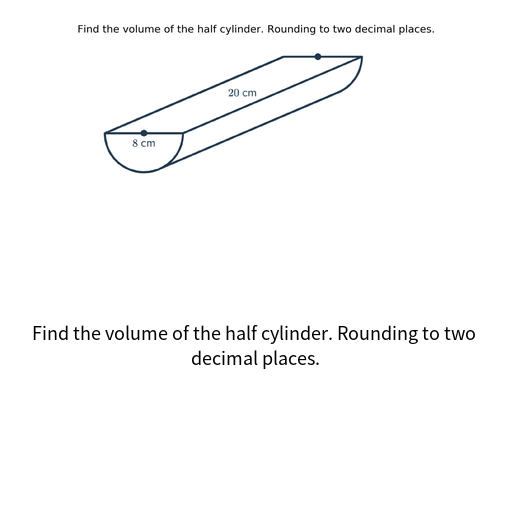 Find the volume of the half cylinder. Rounding to two decimal places.
20 cm
8 cm
Find the volume of the half cylinder. Rounding to two
decimal places.